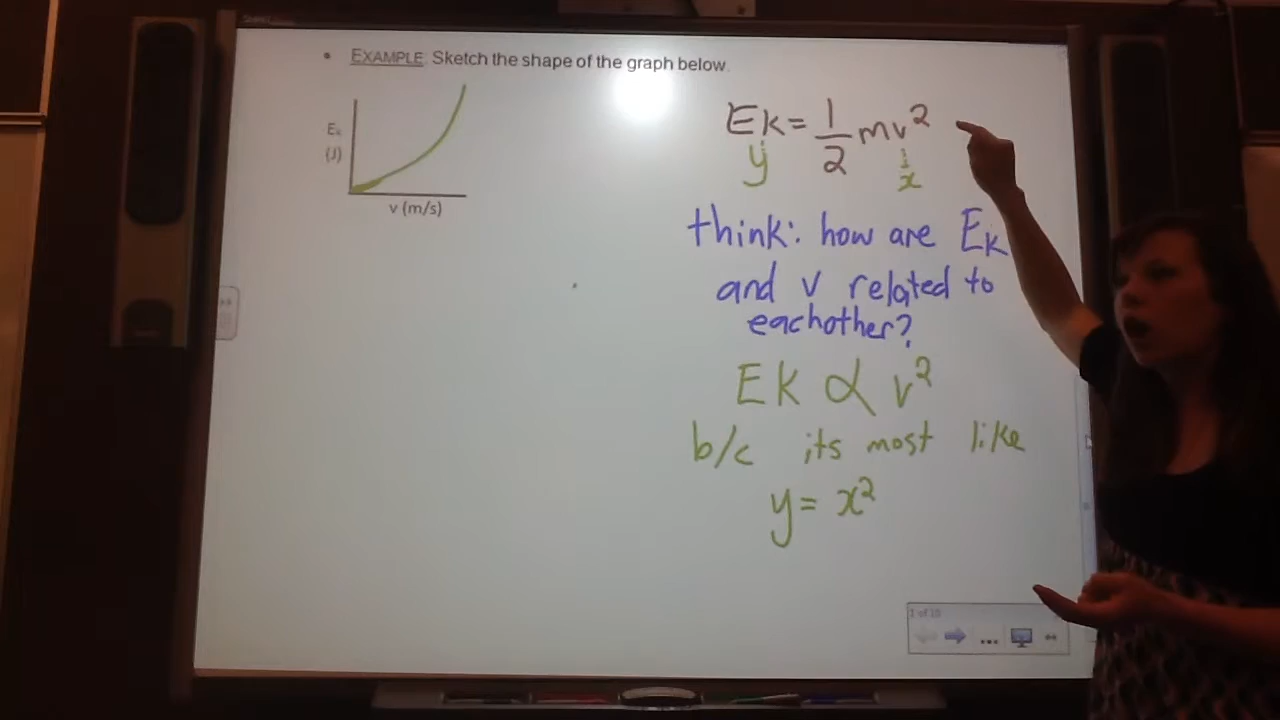 • EXAMPLE: Sketch the shape of the graph below.
Ek
(J)
v (m/s)
Ek = 1/2 mv²
y
x
think: how are Ek
and v related to
eachother?
Ek ∝ v²
b/c its most like
y = x²
1 of 10